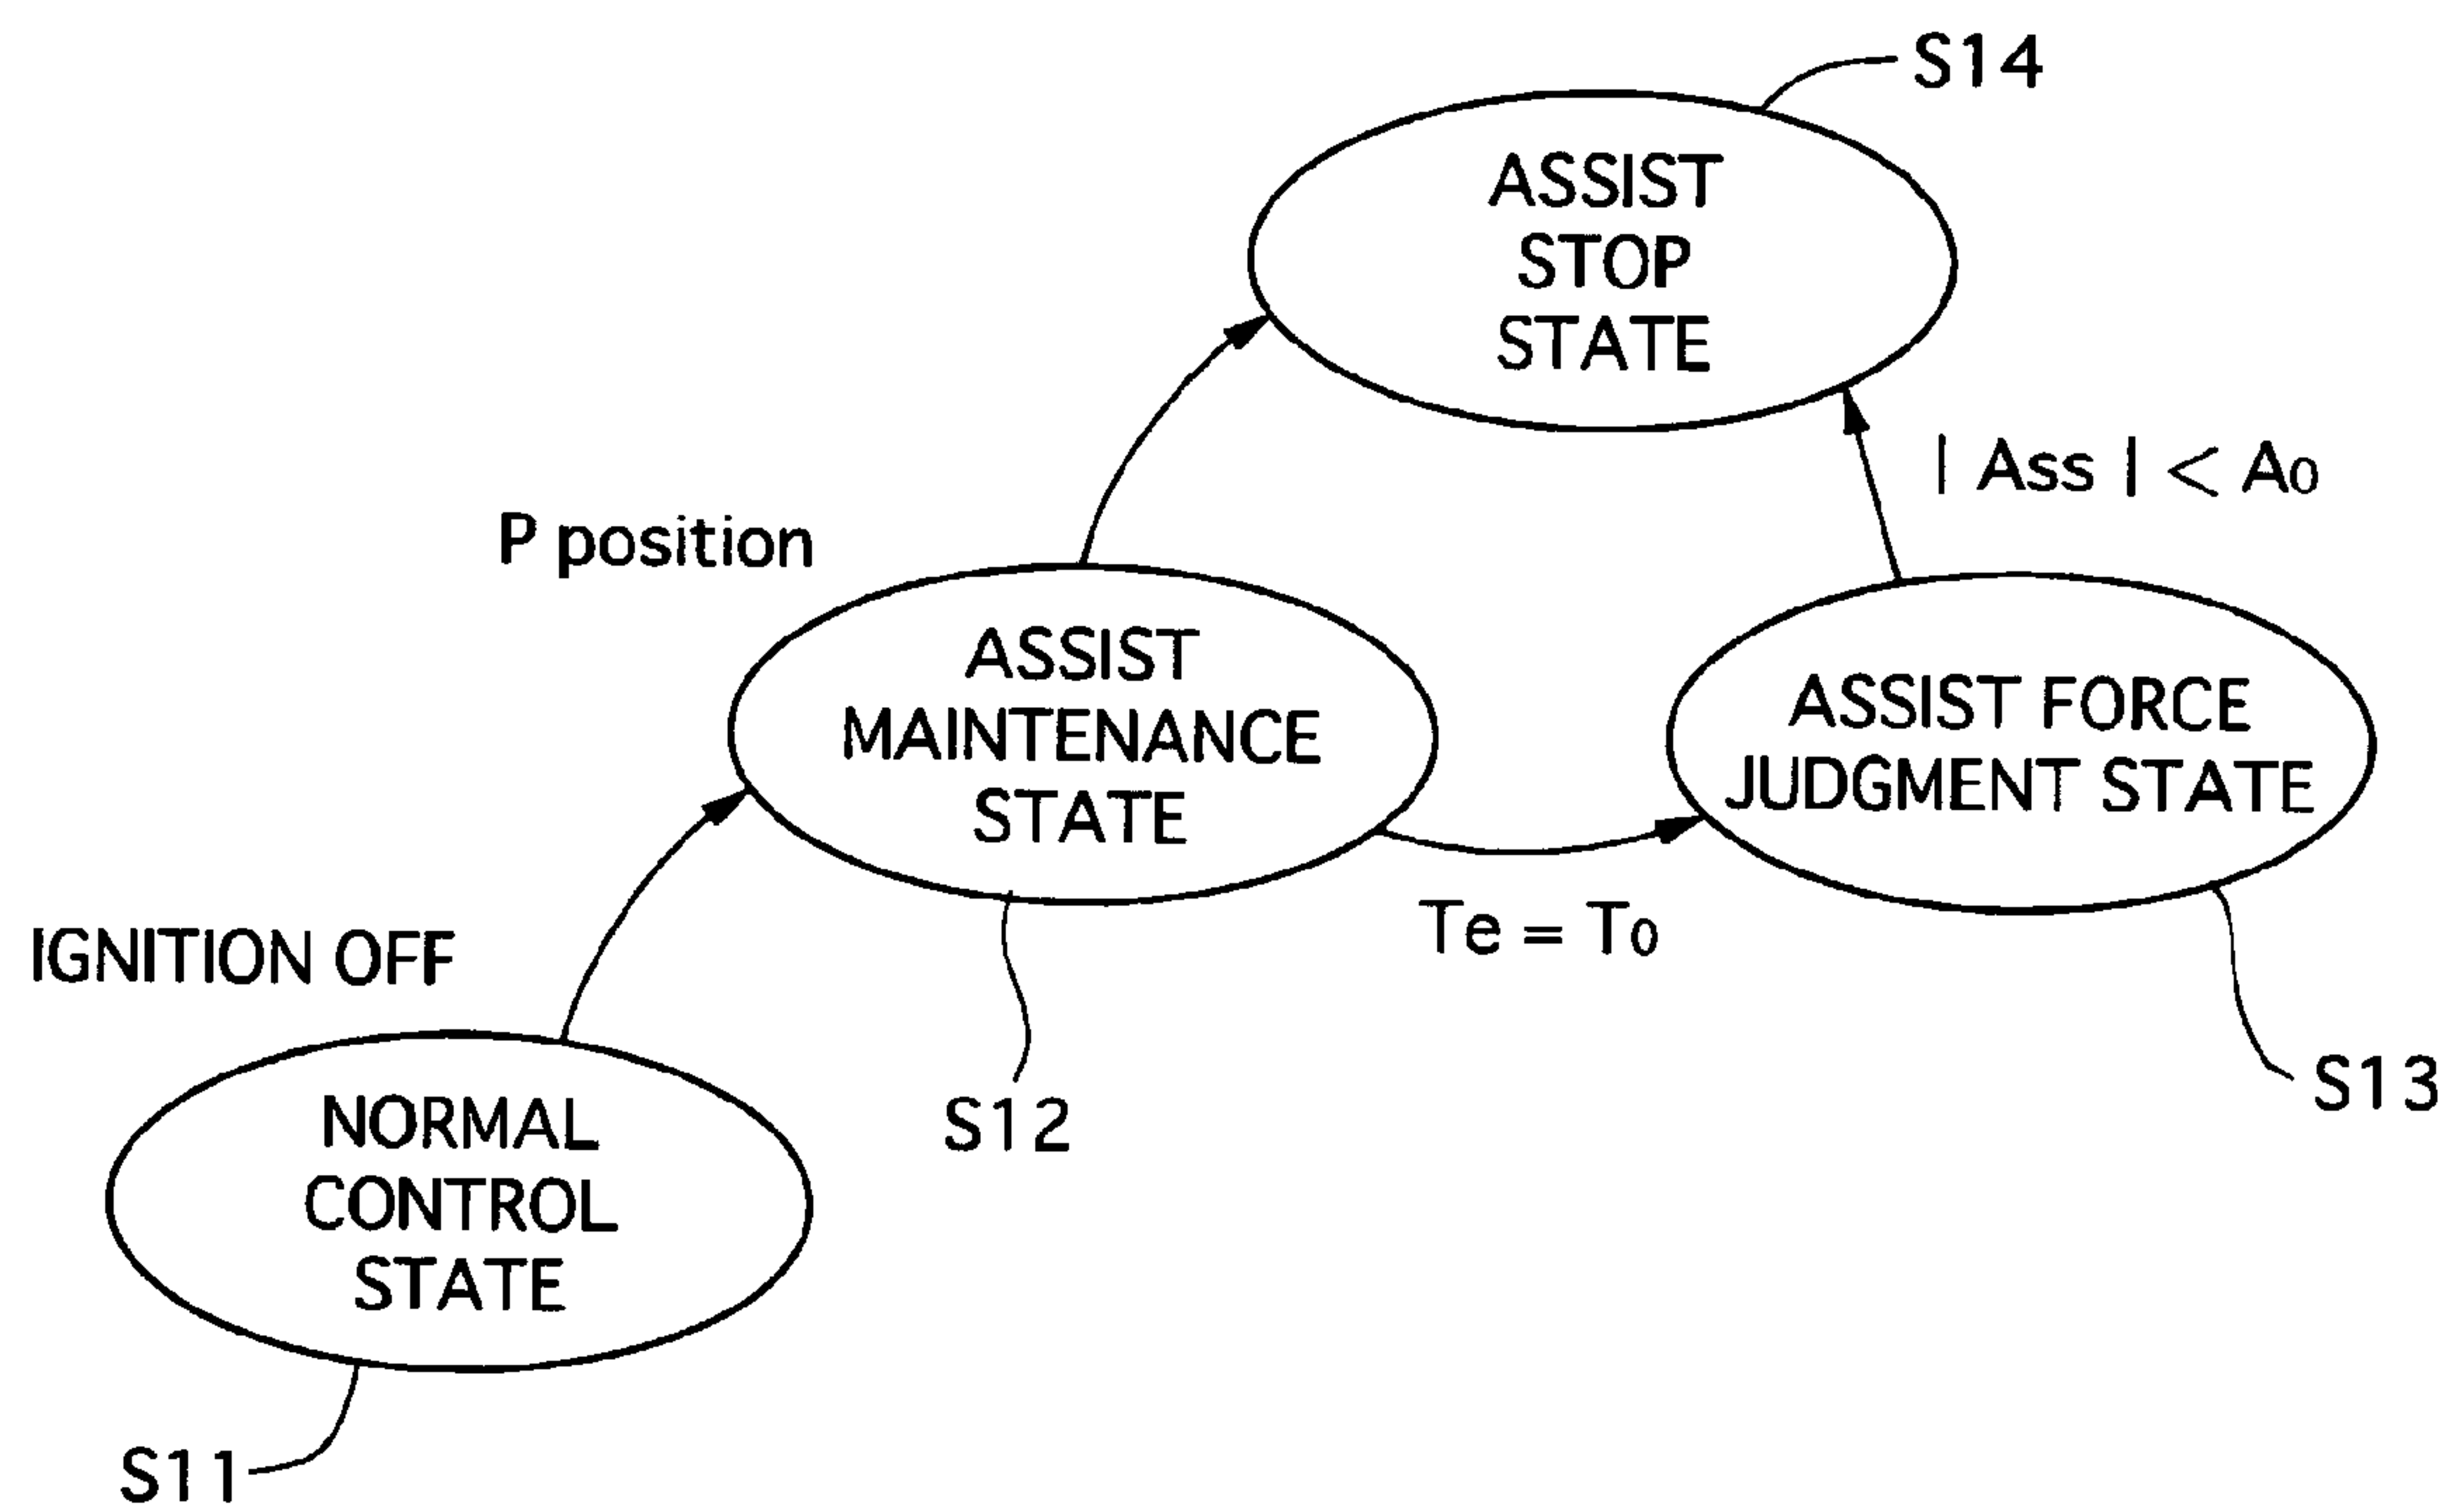 S14
ASSIST
STOP
STATE
| Ass | < A0
P position
ASSIST
MAINTENANCE
STATE
ASSIST FORCE
JUDGMENT STATE
Te = T0
IGNITION OFF
S12
S13
NORMAL
CONTROL
STATE
S11